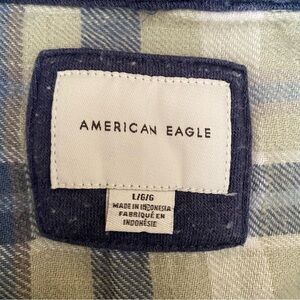 AMERICAN EAGLE
L/G/G
MADE IN INDONESIA
FABRIQUÉ EN
INDONÉSIE